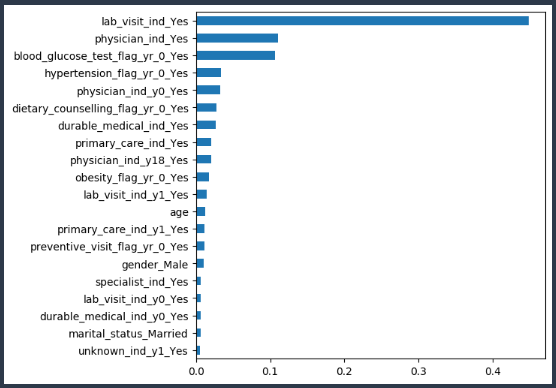 lab_visit_ind_Yes
physician_ind_Yes
blood_glucose_test_flag_yr_0_Yes
hypertension_flag_yr_0_Yes
physician_ind_y0_Yes
dietary_counselling_flag_yr_0_Yes
durable_medical_ind_Yes
primary_care_ind_Yes
physician_ind_y18_Yes
obesity_flag_yr_0_Yes
lab_visit_ind_y1_Yes
age
primary_care_ind_y1_Yes
preventive_visit_flag_yr_0_Yes
gender_Male
specialist_ind_Yes
lab_visit_ind_y0_Yes
durable_medical_ind_y0_Yes
marital_status_Married
unknown_ind_y1_Yes
0.0 0.1 0.2 0.3 0.4